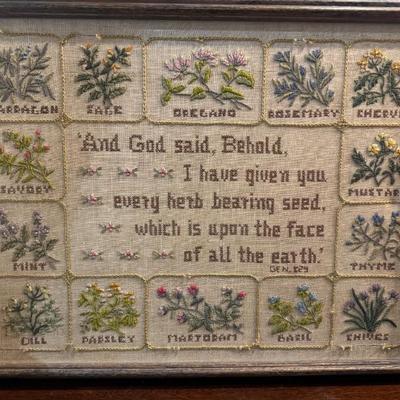 TARRAGON SAGE OREGANO ROSEMARY CHERVIL
'And God said, Behold,
I have given you
every herb bearing seed,
which is upon the face
of all the earth.'
GEN. 1:29
SAVORY MUSTARD
MINT THYME
DILL PARSLEY MARJORAM BASIL CHIVES